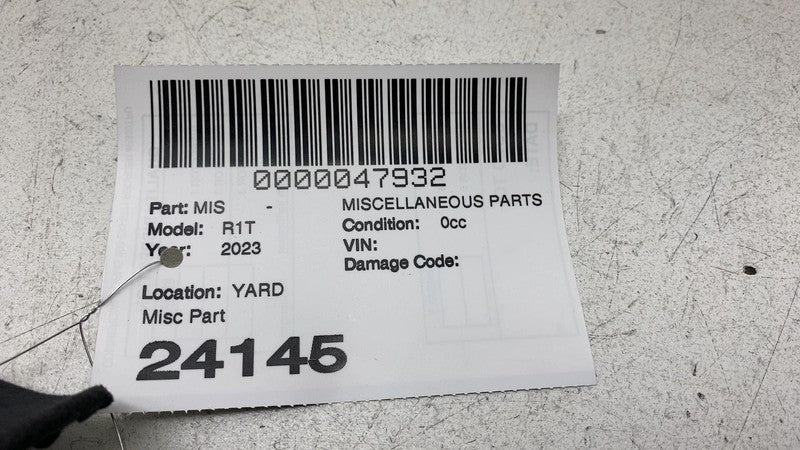 0000047932
Part: MIS - MISCELLANEOUS PARTS
Model: R1T Condition: 0cc
Year: 2023 VIN:
Damage Code:
Location: YARD
Misc Part
24145